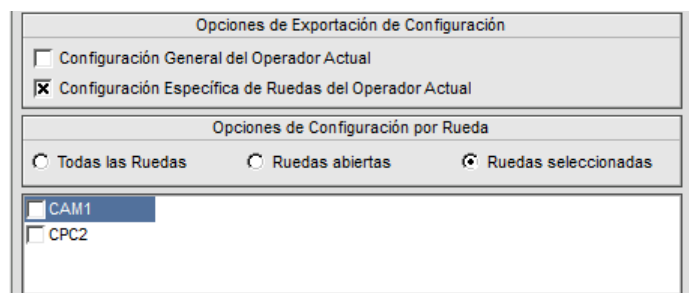 Opciones de Exportación de Configuración
Configuración General del Operador Actual
Configuración Específica de Ruedas del Operador Actual
Opciones de Configuración por Rueda
Todas las Ruedas Ruedas abiertas Ruedas seleccionadas
CAM1
CPC2